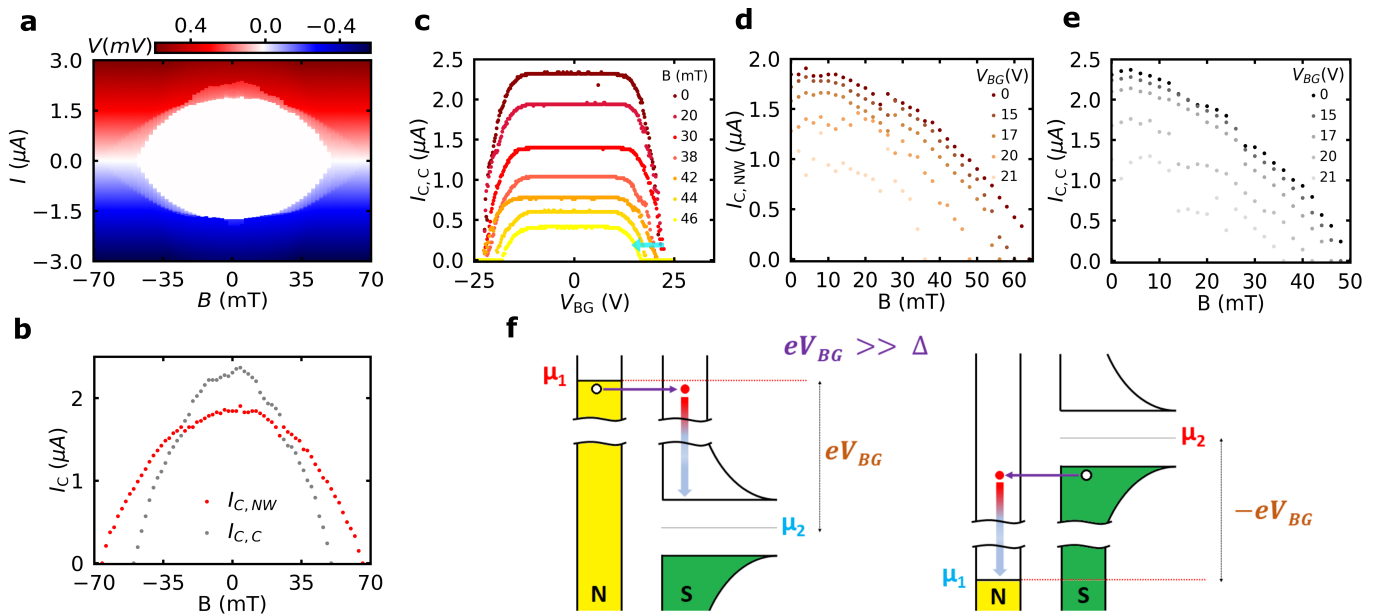 a
V(mV)
0.4 0.0 −0.4
3.0
1.5
0.0
−1.5
−3.0
I (μA)
−70 −35 0 35 70
B (mT)
b
2
1
0
I_C (μA)
I_C,NW
I_C,C
−70 −35 0 35 70
B (mT)
c
2.5
2.0
1.5
1.0
0.5
0.0
I_C,C (μA)
B (mT)
0
20
30
38
42
44
46
−25 0 25
V_BG (V)
d
2.0
1.5
1.0
0.5
0.0
I_C,NW (μA)
V_BG(V)
0
15
17
20
21
0 10 20 30 40 50 60
B (mT)
e
2.5
2.0
1.5
1.0
0.5
0.0
I_C,C (μA)
V_BG(V)
0
15
17
20
21
0 10 20 30 40 50
B (mT)
f
eV_BG >> Δ
μ1
eV_BG
μ2
N S
μ2
−eV_BG
μ1
N S